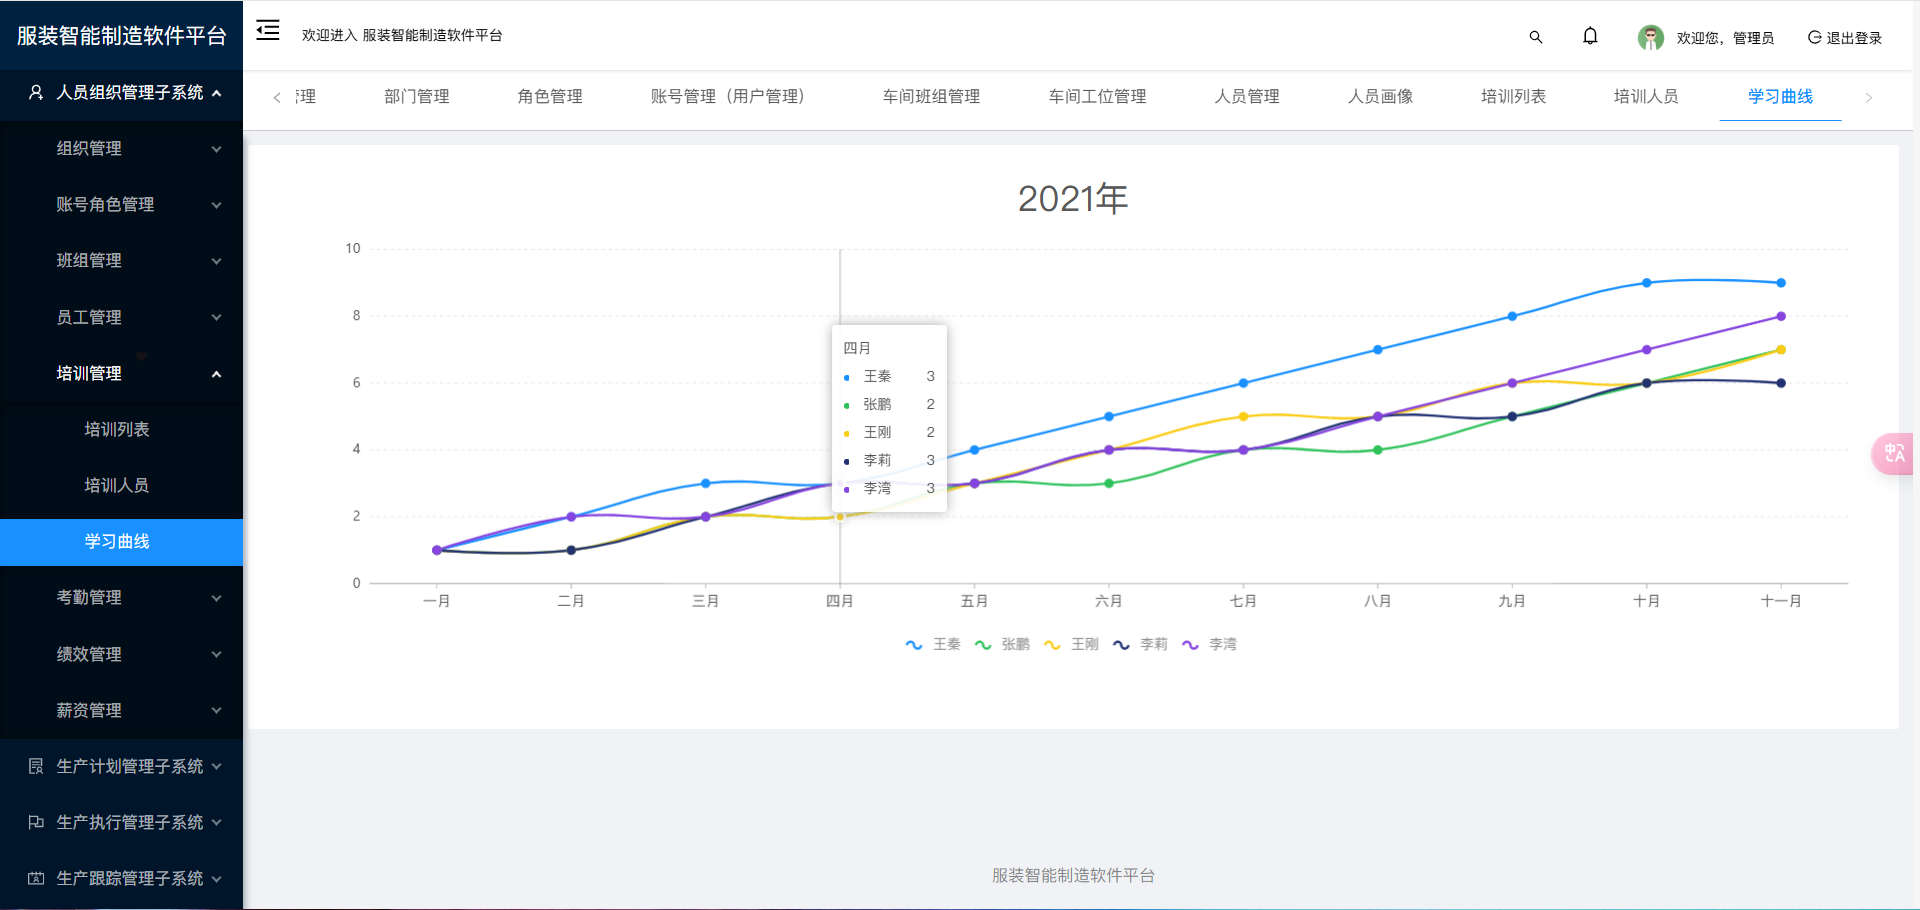 服装智能制造软件平台
欢迎进入 服装智能制造软件平台
欢迎您，管理员
退出登录
管理
部门管理
角色管理
账号管理（用户管理）
车间班组管理
车间工位管理
人员管理
人员画像
培训列表
培训人员
学习曲线
人员组织管理子系统
组织管理
账号角色管理
班组管理
员工管理
培训管理
培训列表
培训人员
学习曲线
考勤管理
绩效管理
薪资管理
生产计划管理子系统
生产执行管理子系统
生产跟踪管理子系统
2021年
10
8
6
4
2
0
四月
王秦 3
张鹏 2
王刚 2
李莉 3
李湾 3
一月 二月 三月 四月 五月 六月 七月 八月 九月 十月 十一月
王秦 张鹏 王刚 李莉 李湾
中A
服装智能制造软件平台